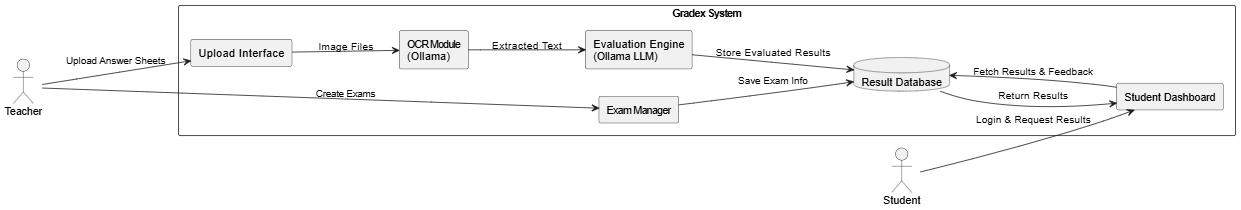 Gradex System
Upload Answer Sheets
Upload Interface
Image Files
OCR Module
(Ollama)
Extracted Text
Evaluation Engine
(Ollama LLM)
Store Evaluated Results
Teacher
Create Exams
Exam Manager
Save Exam Info
Result Database
Fetch Results & Feedback
Return Results
Student Dashboard
Login & Request Results
Student